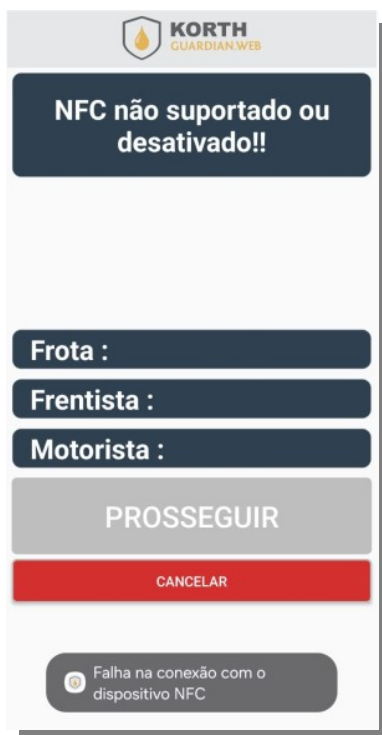 KORTH
GUARDIAN.WEB
NFC não suportado ou
desativado!!
Frota :
Frentista :
Motorista :
PROSSEGUIR
CANCELAR
Falha na conexão com o
dispositivo NFC